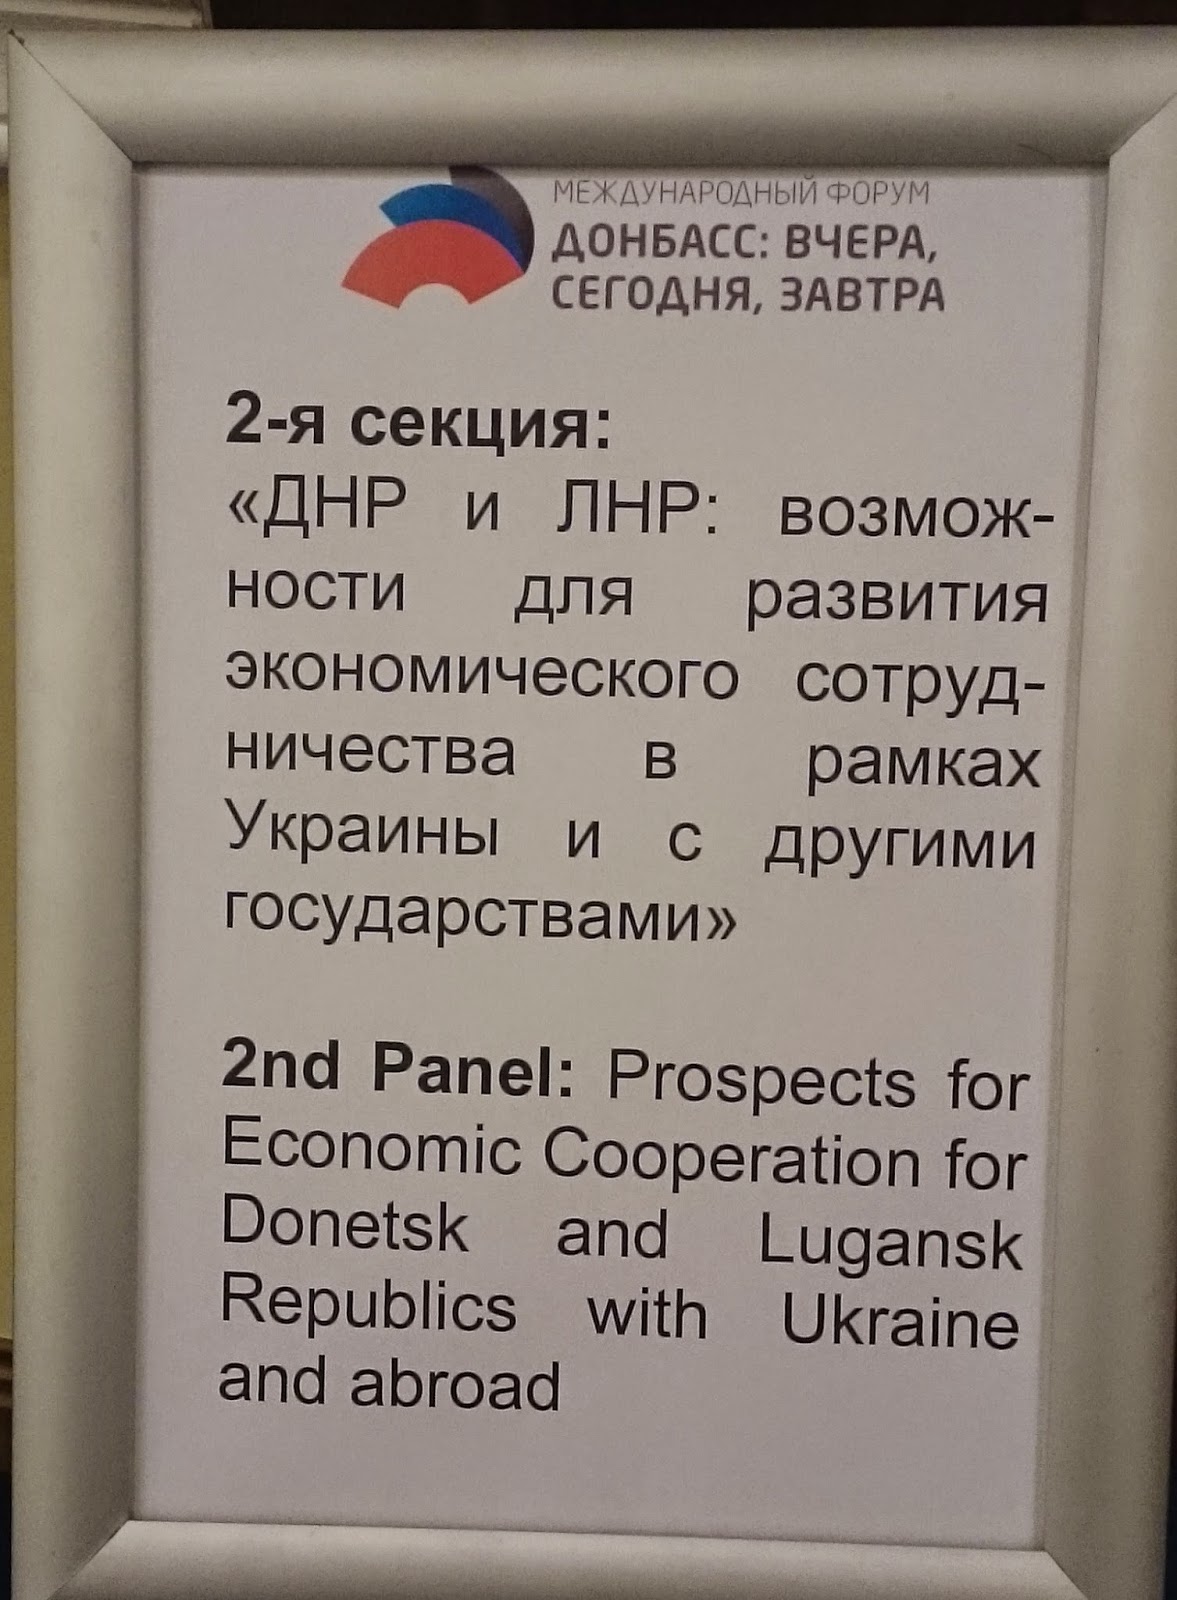 МЕЖДУНАРОДНЫЙ ФОРУМ
ДОНБАСС: ВЧЕРА,
СЕГОДНЯ, ЗАВТРА
2-я секция:
«ДНР и ЛНР: возмож-
ности для развития
экономического сотруд-
ничества в рамках
Украины и с другими
государствами»
2nd Panel: Prospects for
Economic Cooperation for
Donetsk and Lugansk
Republics with Ukraine
and abroad